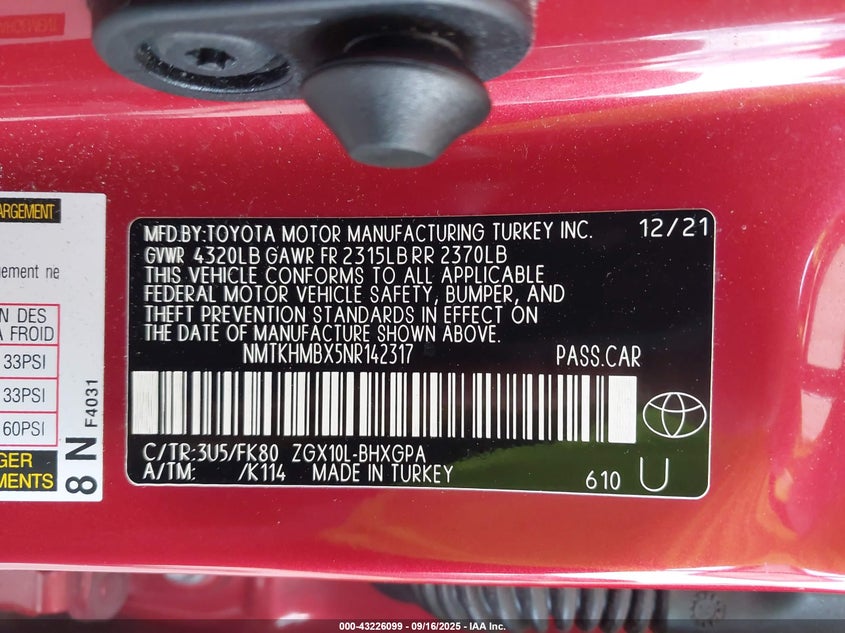 ARGEMENT
agement ne
N DES
A FROID
33PSI
33PSI
60PSI
GER
MENTS
8 N
F4031
MFD.BY:TOYOTA MOTOR MANUFACTURING TURKEY INC. 12/21
GVWR 4320LB GAWR FR 2315LB RR 2370LB
THIS VEHICLE CONFORMS TO ALL APPLICABLE
FEDERAL MOTOR VEHICLE SAFETY, BUMPER, AND
THEFT PREVENTION STANDARDS IN EFFECT ON
THE DATE OF MANUFACTURE SHOWN ABOVE.
NMTKHMBX5NR142317 PASS.CAR
C/TR:3U5/FK80 ZGX10L-BHXGPA
A/TM: /K114 MADE IN TURKEY
610 U
000-43226099 - 09/16/2025 - IAA Inc.